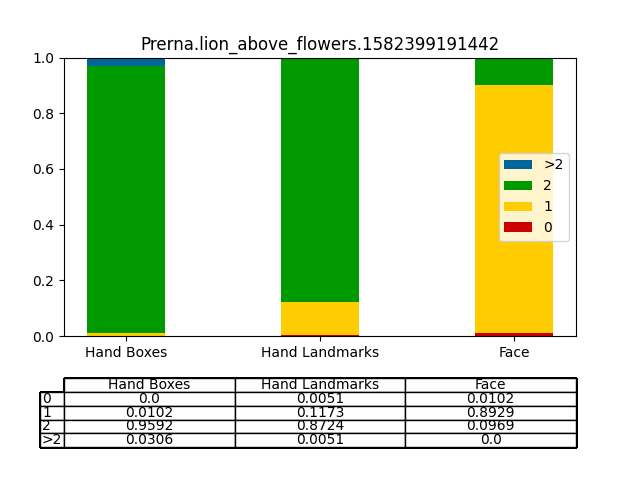 Prerna.lion_above_flowers.1582399191442
1.0
0.8
0.6
0.4
0.2
0.0
>2
2
1
0
Hand Boxes Hand Landmarks Face
Hand Boxes Hand Landmarks Face
0 0.0 0.0051 0.0102
1 0.0102 0.1173 0.8929
2 0.9592 0.8724 0.0969
>2 0.0306 0.0051 0.0